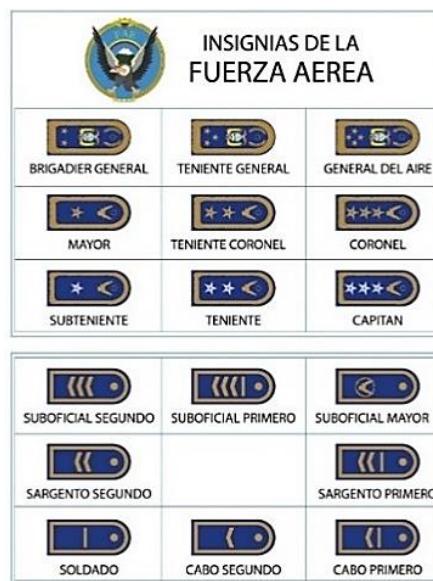 FAE
INSIGNIAS DE LA
FUERZA AEREA
BRIGADIER GENERAL
TENIENTE GENERAL
GENERAL DEL AIRE
MAYOR
TENIENTE CORONEL
CORONEL
SUBTENIENTE
TENIENTE
CAPITAN
SUBOFICIAL SEGUNDO
SUBOFICIAL PRIMERO
SUBOFICIAL MAYOR
SARGENTO SEGUNDO
SARGENTO PRIMERO
SOLDADO
CABO SEGUNDO
CABO PRIMERO